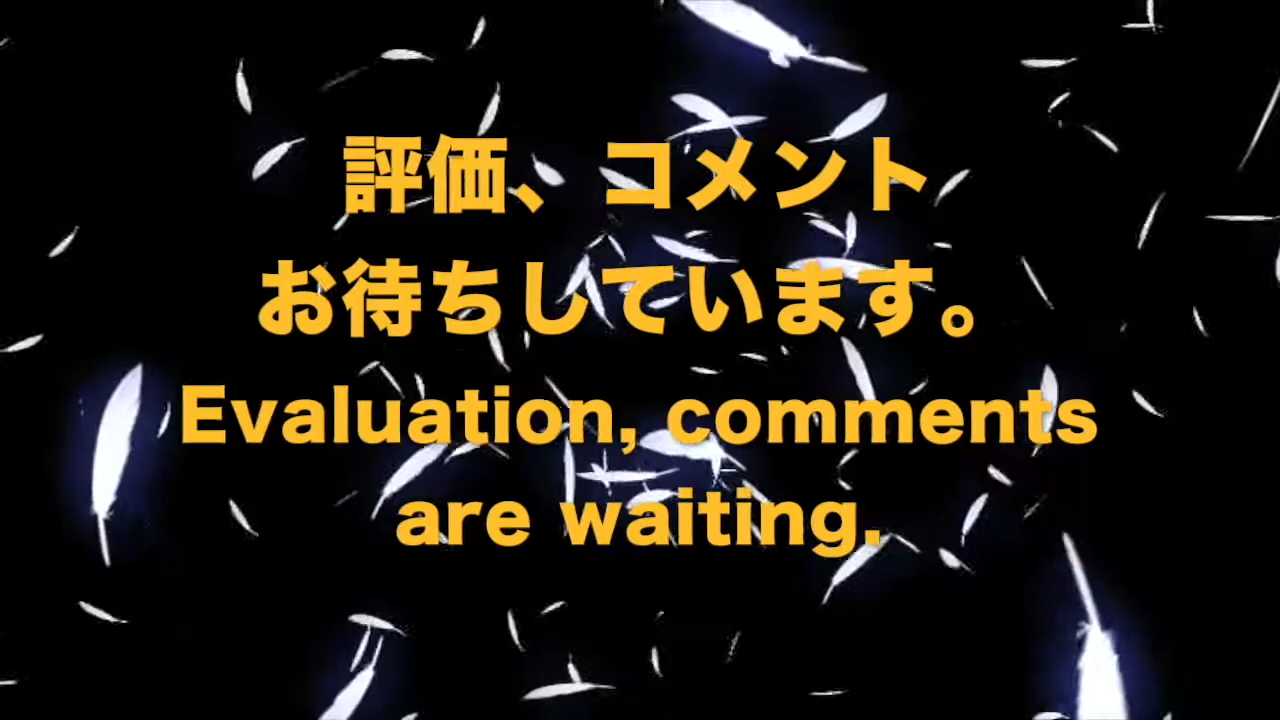 評価、コメント
お待ちしています。
Evaluation, comments
are waiting.